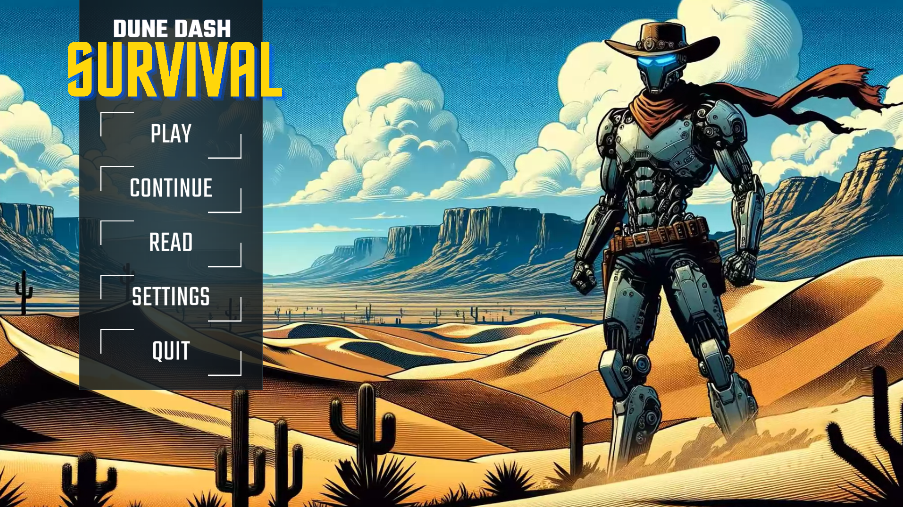 DUNE DASH
SURVIVAL
PLAY
CONTINUE
READ
SETTINGS
QUIT